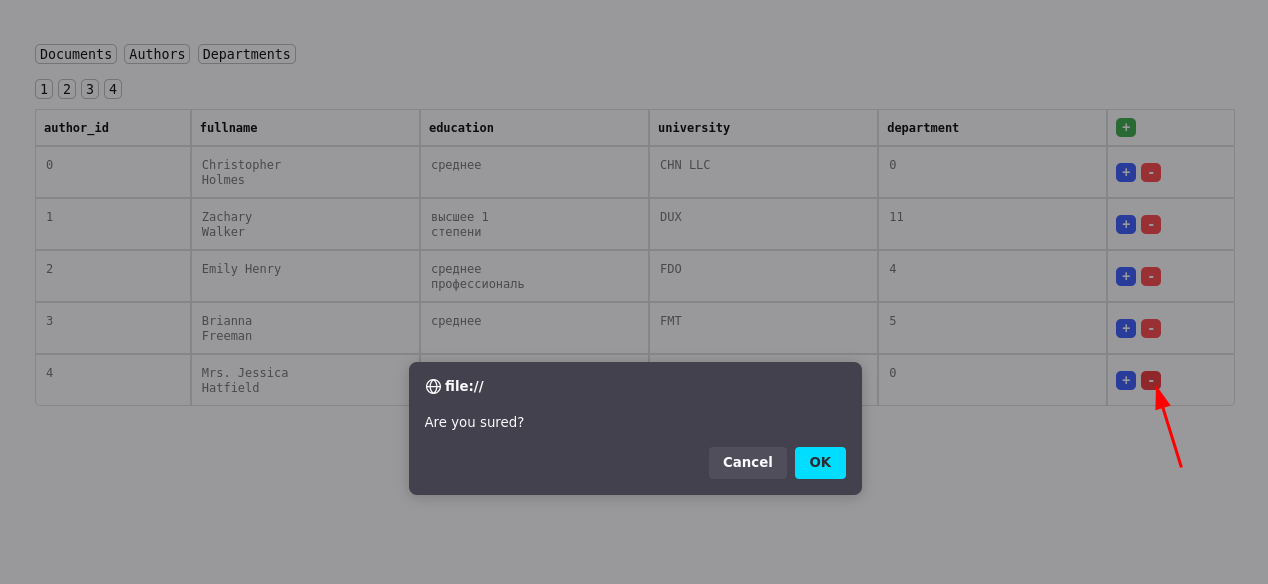 Documents Authors Departments
1 2 3 4
author_id fullname education university department +
0 Christopher Holmes среднее CHN LLC 0 + -
1 Zachary Walker высшее 1 степени DUX 11 + -
2 Emily Henry среднее профессиональ FDO 4 + -
3 Brianna Freeman среднее FMT 5 + -
4 Mrs. Jessica Hatfield 0 + -
file://
Are you sured?
Cancel OK